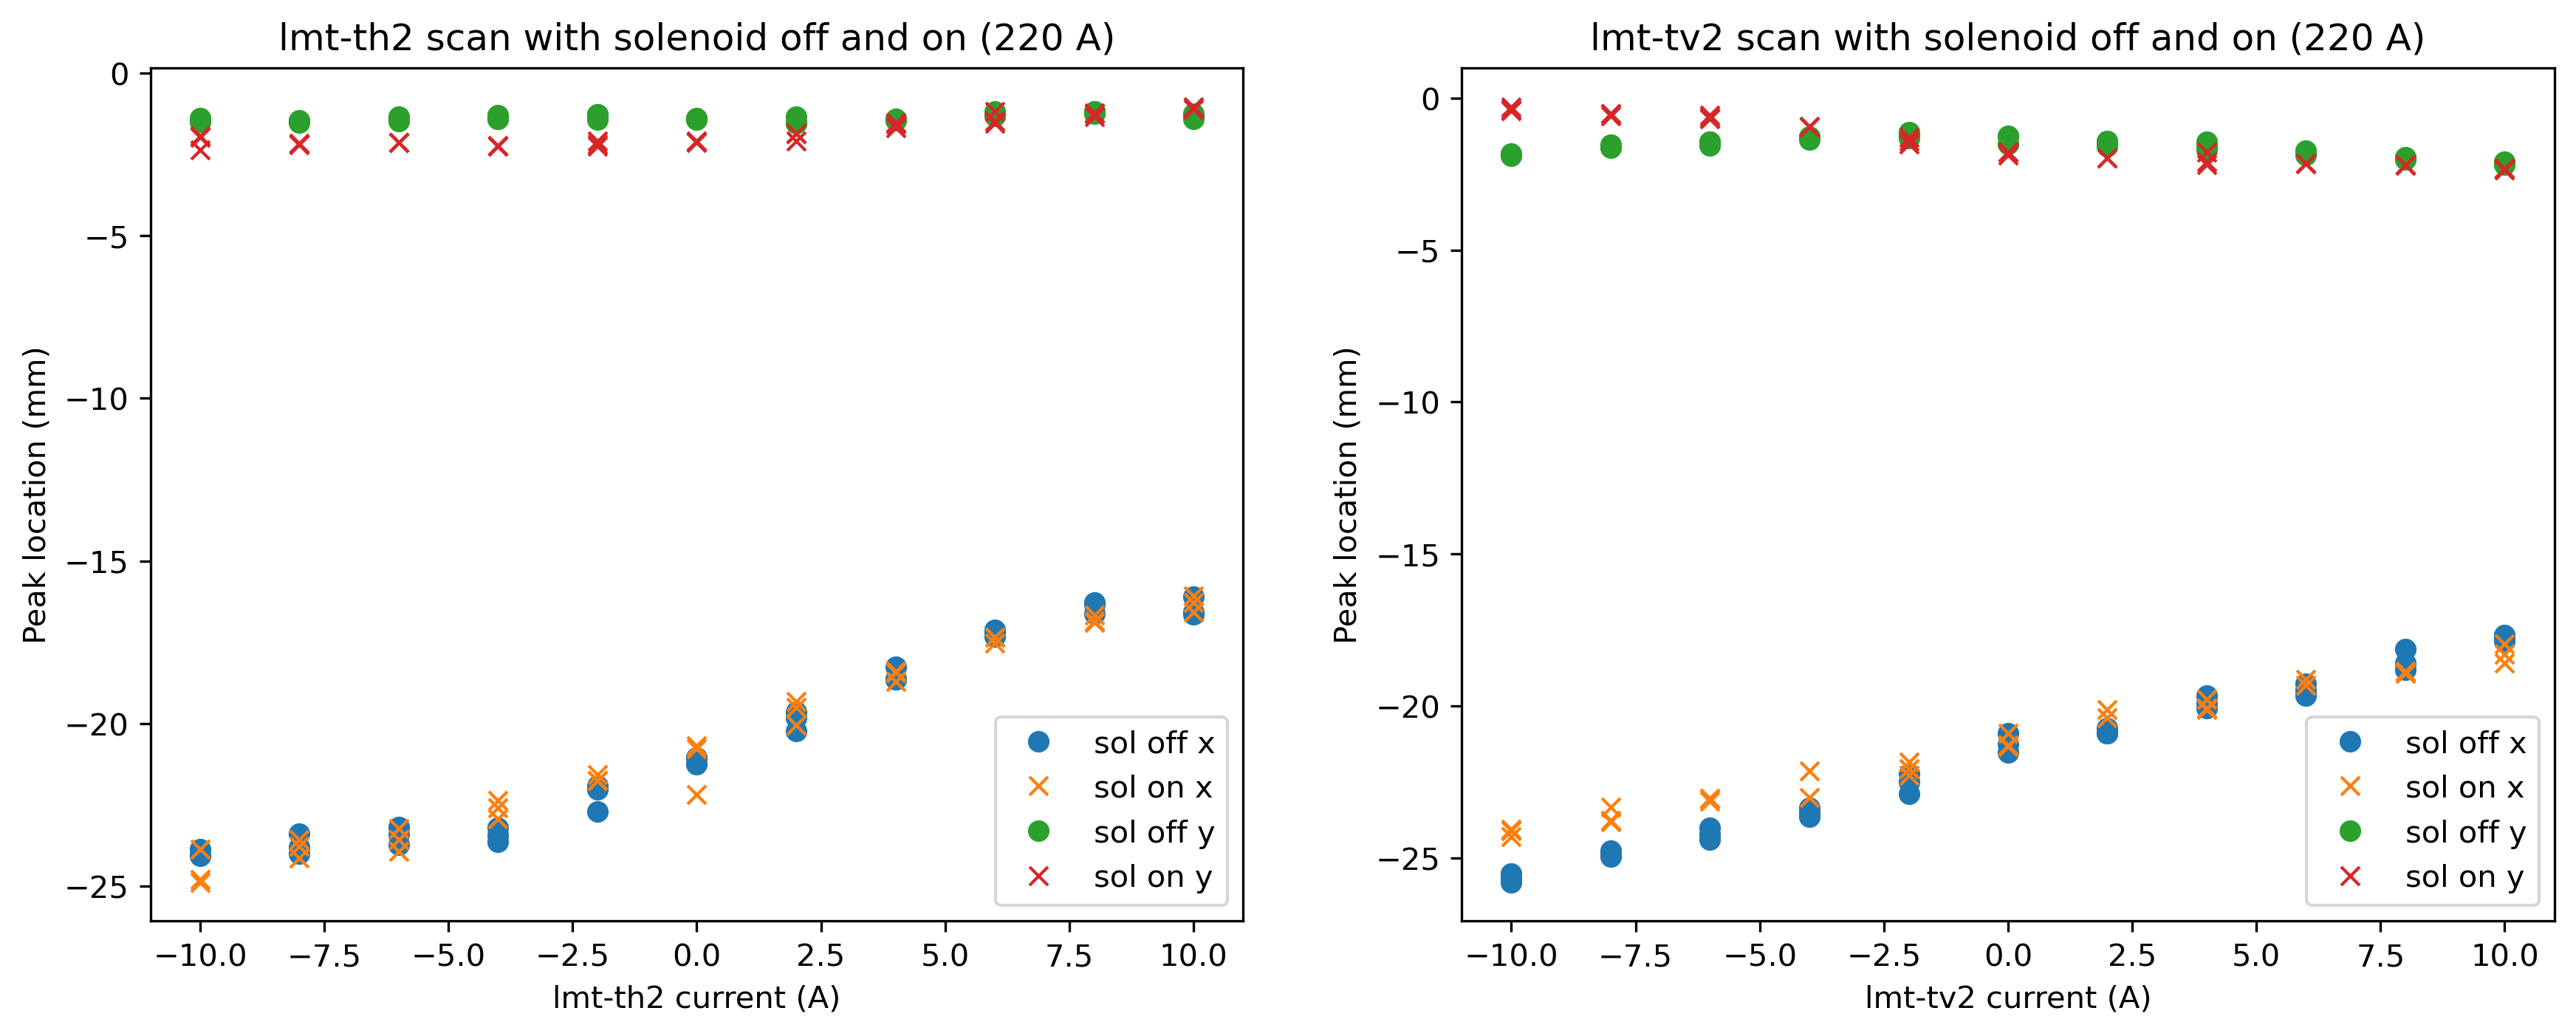 lmt-th2 scan with solenoid off and on (220 A)
0
−5
−10
−15
−20
−25
Peak location (mm)
sol off x
sol on x
sol off y
sol on y
−10.0 −7.5 −5.0 −2.5 0.0 2.5 5.0 7.5 10.0
lmt-th2 current (A)
lmt-tv2 scan with solenoid off and on (220 A)
0
−5
−10
−15
−20
−25
Peak location (mm)
sol off x
sol on x
sol off y
sol on y
−10.0 −7.5 −5.0 −2.5 0.0 2.5 5.0 7.5 10.0
lmt-tv2 current (A)